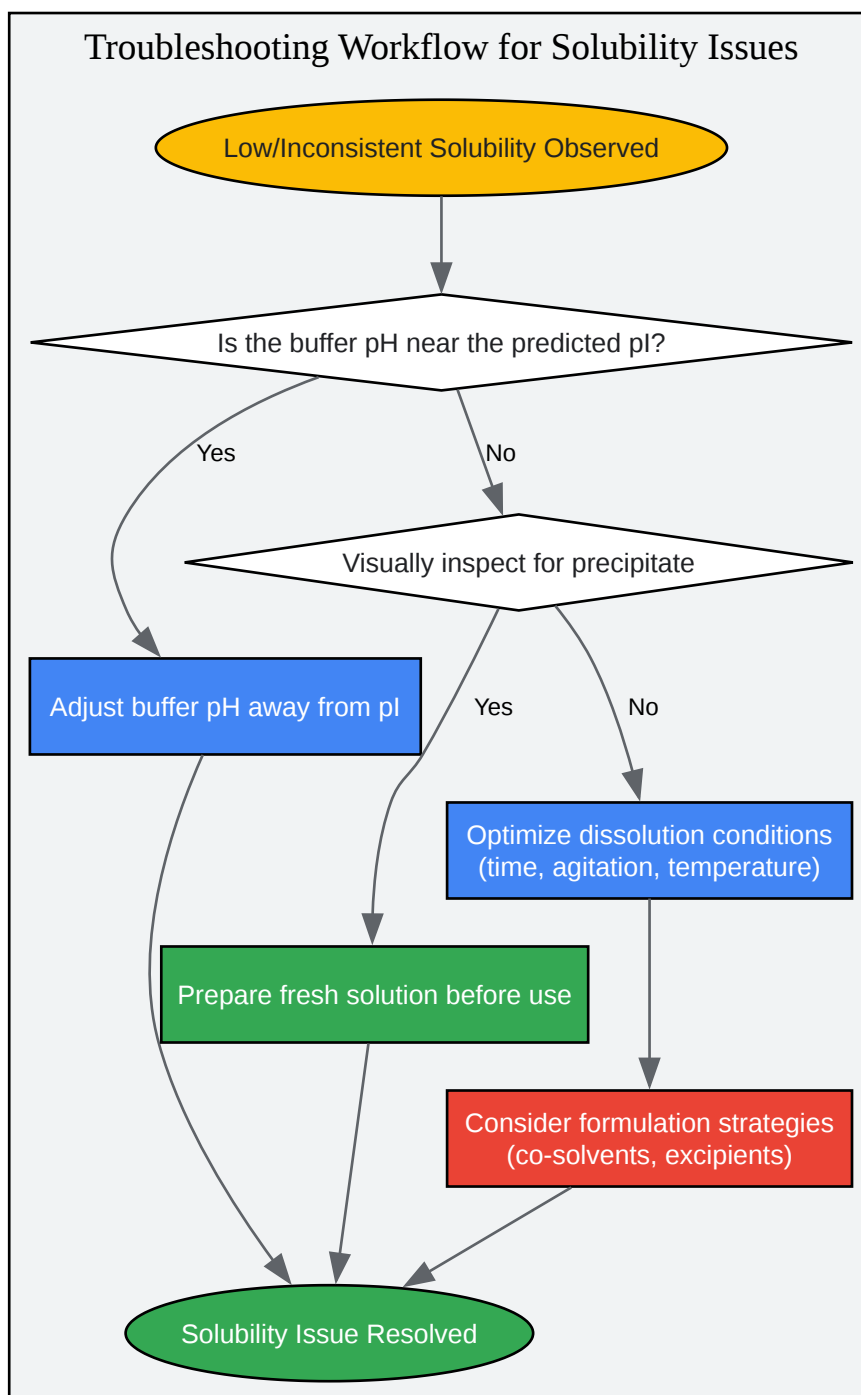 Troubleshooting Workflow for Solubility Issues
Low/Inconsistent Solubility Observed
Is the buffer pH near the predicted pI?
Yes
No
Visually inspect for precipitate
Adjust buffer pH away from pI
Yes
No
Optimize dissolution conditions
(time, agitation, temperature)
Prepare fresh solution before use
Consider formulation strategies
(co-solvents, excipients)
Solubility Issue Resolved